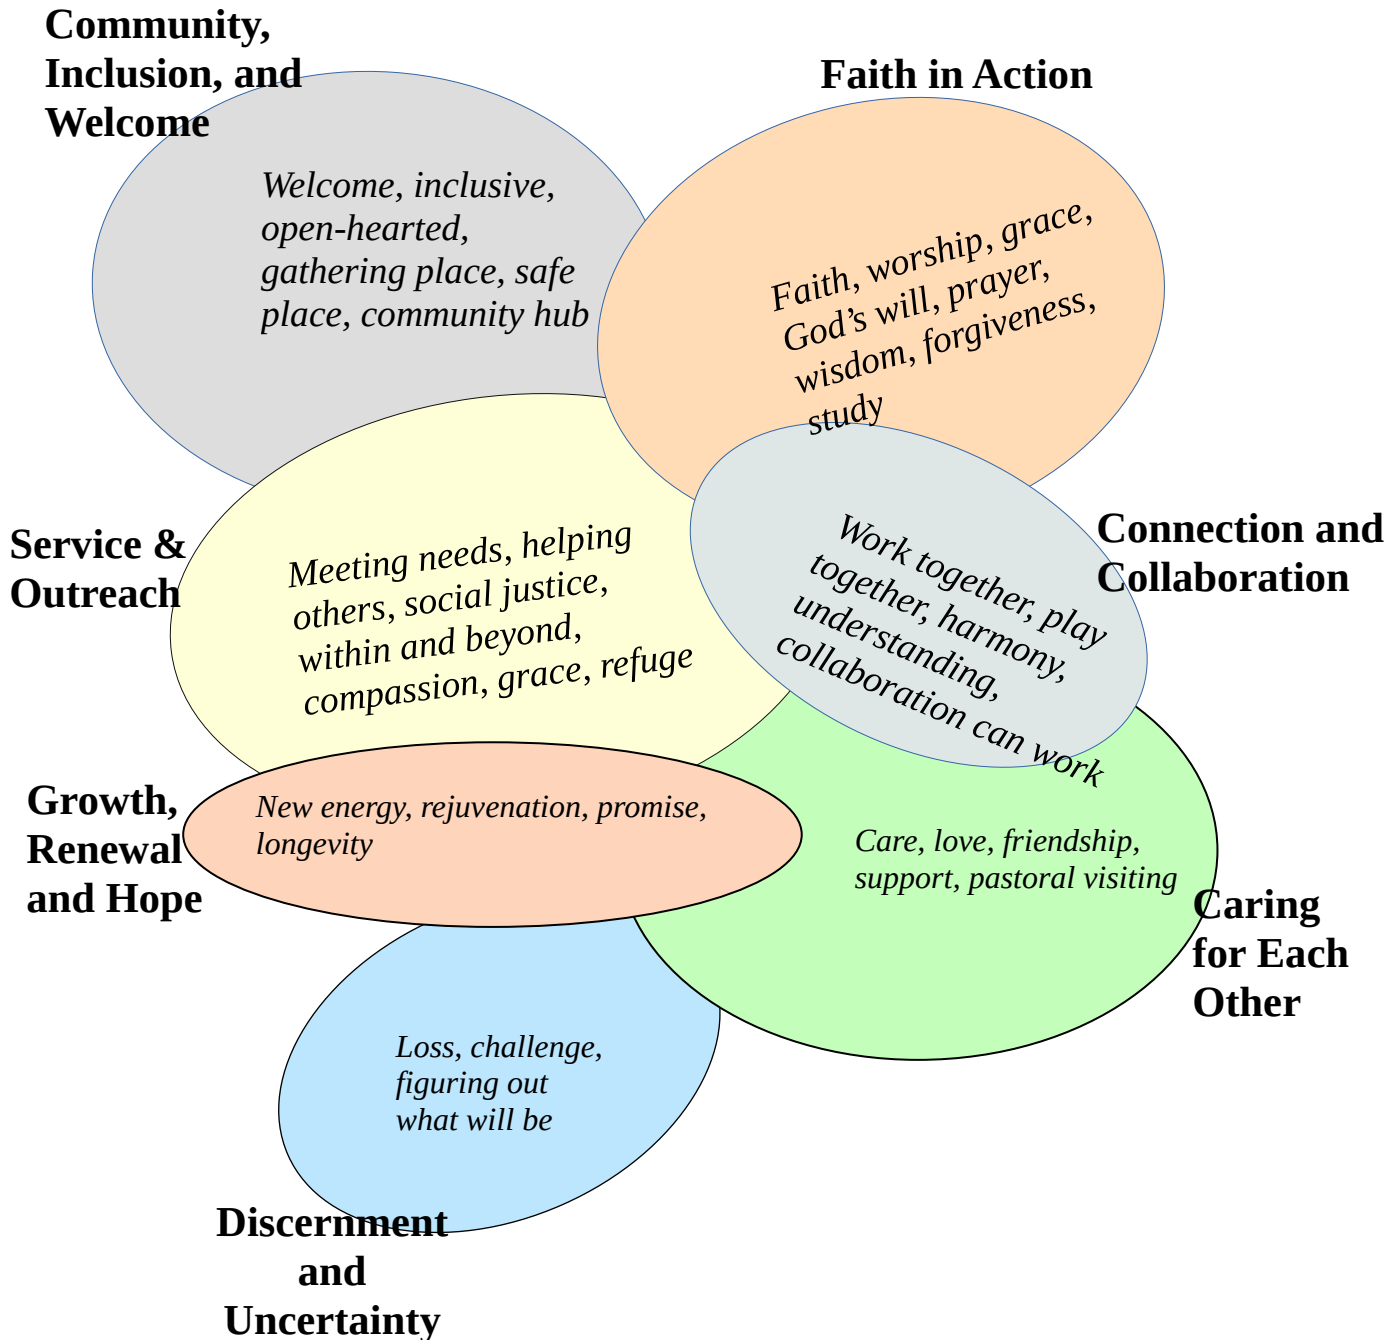 Community,
Inclusion, and
Welcome
Faith in Action
Welcome, inclusive,
open-hearted,
gathering place, safe
place, community hub
Faith, worship, grace,
God’s will, prayer,
wisdom, forgiveness,
study
Service &
Outreach
Meeting needs, helping
others, social justice,
within and beyond,
compassion, grace, refuge
Connection and
Collaboration
Work together, play
together, harmony,
understanding,
collaboration can work
Growth,
Renewal
and Hope
New energy, rejuvenation, promise,
longevity
Care, love, friendship,
support, pastoral visiting
Caring
for Each
Other
Loss, challenge,
figuring out
what will be
Discernment
and
Uncertainty